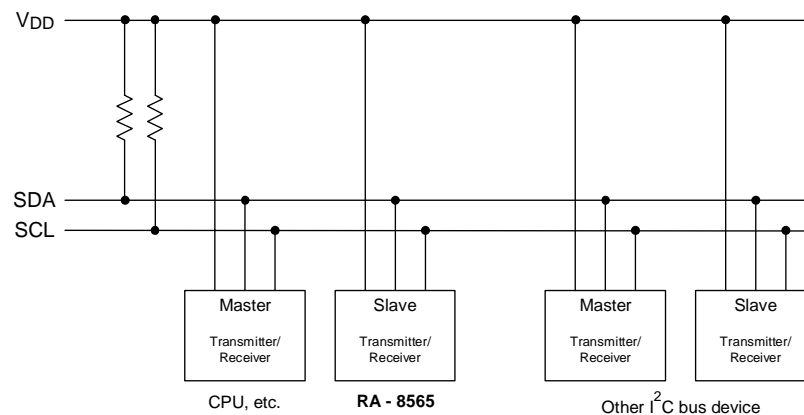 VDD
SDA
SCL
Master
Transmitter/
Receiver
Slave
Transmitter/
Receiver
Master
Transmitter/
Receiver
Slave
Transmitter/
Receiver
CPU, etc.
RA - 8565
Other I²C bus device